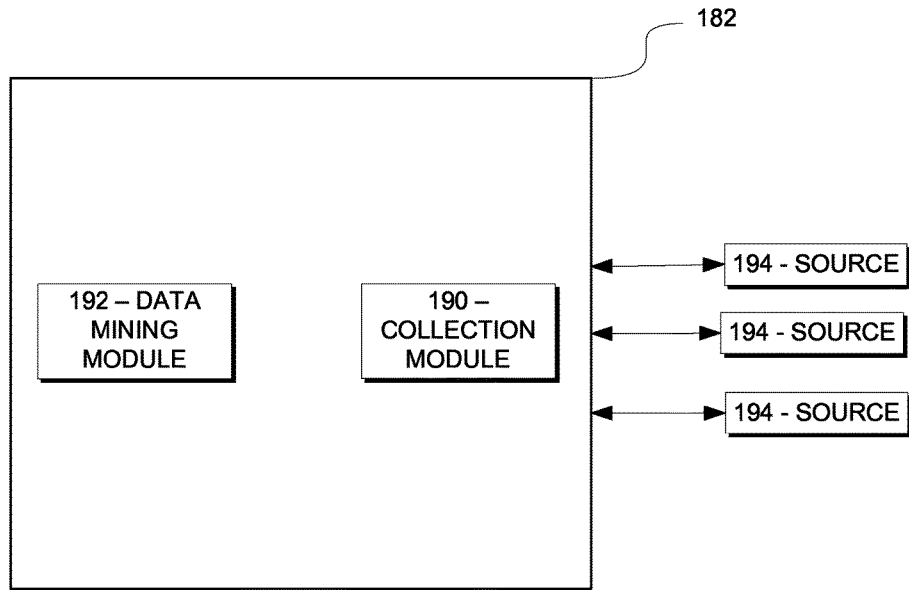 182
192 – DATA
MINING
MODULE
190 –
COLLECTION
MODULE
194 - SOURCE
194 - SOURCE
194 - SOURCE